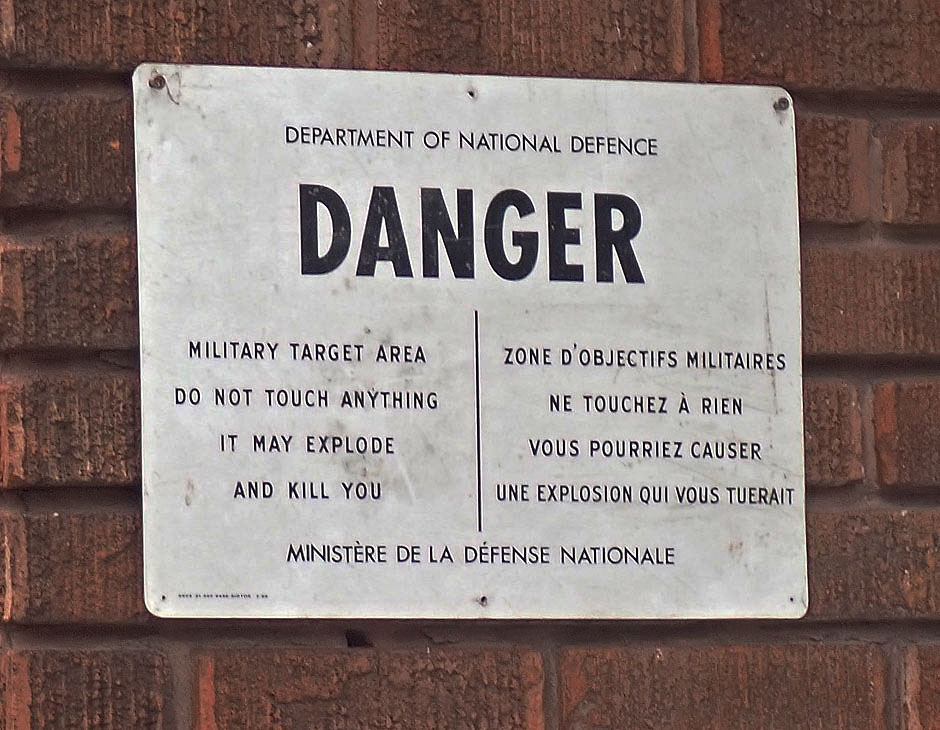 DEPARTMENT OF NATIONAL DEFENCE
DANGER
MILITARY TARGET AREA
DO NOT TOUCH ANYTHING
IT MAY EXPLODE
AND KILL YOU
ZONE D'OBJECTIFS MILITAIRES
NE TOUCHEZ À RIEN
VOUS POURRIEZ CAUSER
UNE EXPLOSION QUI VOUS TUERAIT
MINISTÈRE DE LA DÉFENSE NATIONALE